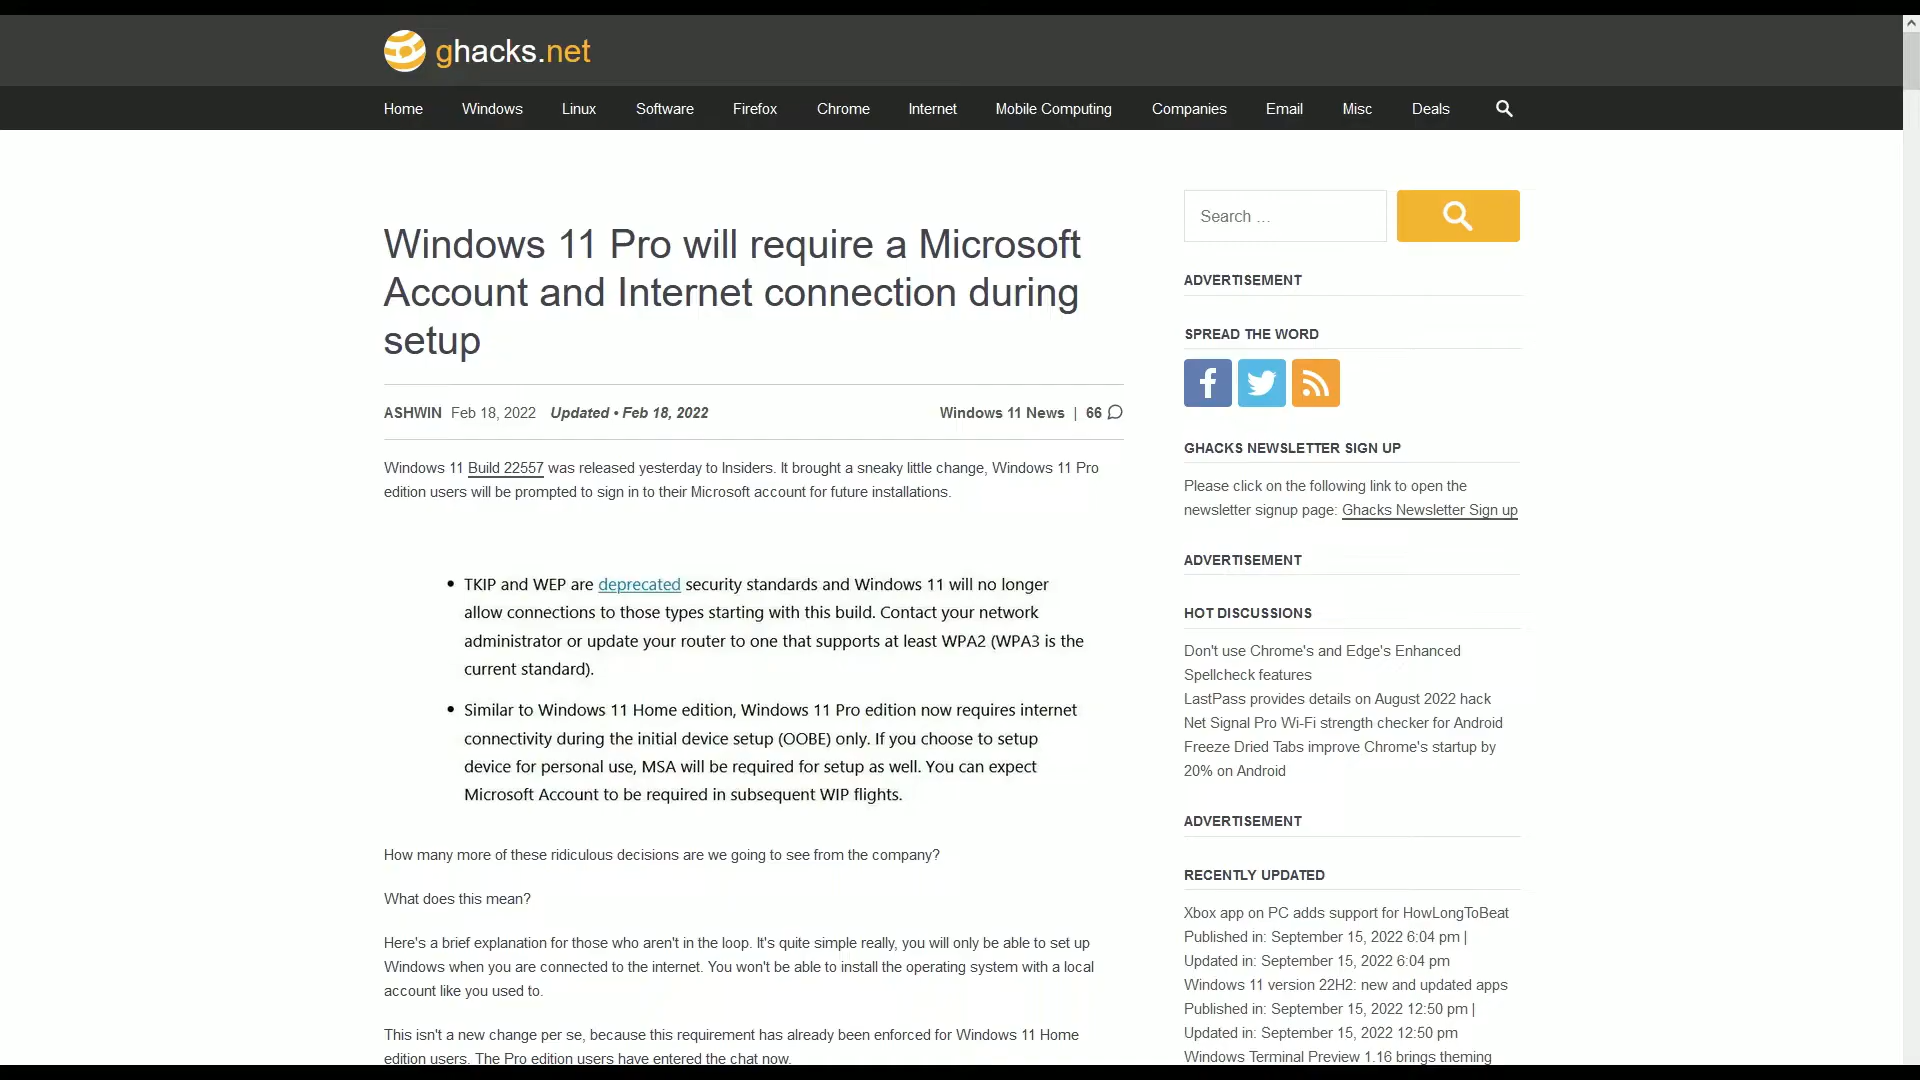 ghacks.net
Home Windows Linux Software Firefox Chrome Internet Mobile Computing Companies Email Misc Deals
Windows 11 Pro will require a Microsoft
Account and Internet connection during
setup
ASHWIN Feb 18, 2022 Updated • Feb 18, 2022 Windows 11 News | 66
Windows 11 Build 22557 was released yesterday to Insiders. It brought a sneaky little change, Windows 11 Pro
edition users will be prompted to sign in to their Microsoft account for future installations.
• TKIP and WEP are deprecated security standards and Windows 11 will no longer
allow connections to those types starting with this build. Contact your network
administrator or update your router to one that supports at least WPA2 (WPA3 is the
current standard).
• Similar to Windows 11 Home edition, Windows 11 Pro edition now requires internet
connectivity during the initial device setup (OOBE) only. If you choose to setup
device for personal use, MSA will be required for setup as well. You can expect
Microsoft Account to be required in subsequent WIP flights.
How many more of these ridiculous decisions are we going to see from the company?
What does this mean?
Here's a brief explanation for those who aren't in the loop. It's quite simple really, you will only be able to set up
Windows when you are connected to the internet. You won't be able to install the operating system with a local
account like you used to.
This isn't a new change per se, because this requirement has already been enforced for Windows 11 Home
edition users. The Pro edition users have entered the chat now.
Search …
ADVERTISEMENT
SPREAD THE WORD
GHACKS NEWSLETTER SIGN UP
Please click on the following link to open the
newsletter signup page: Ghacks Newsletter Sign up
ADVERTISEMENT
HOT DISCUSSIONS
Don't use Chrome's and Edge's Enhanced
Spellcheck features
LastPass provides details on August 2022 hack
Net Signal Pro Wi-Fi strength checker for Android
Freeze Dried Tabs improve Chrome's startup by
20% on Android
ADVERTISEMENT
RECENTLY UPDATED
Xbox app on PC adds support for HowLongToBeat
Published in: September 15, 2022 6:04 pm |
Updated in: September 15, 2022 6:04 pm
Windows 11 version 22H2: new and updated apps
Published in: September 15, 2022 12:50 pm |
Updated in: September 15, 2022 12:50 pm
Windows Terminal Preview 1.16 brings theming